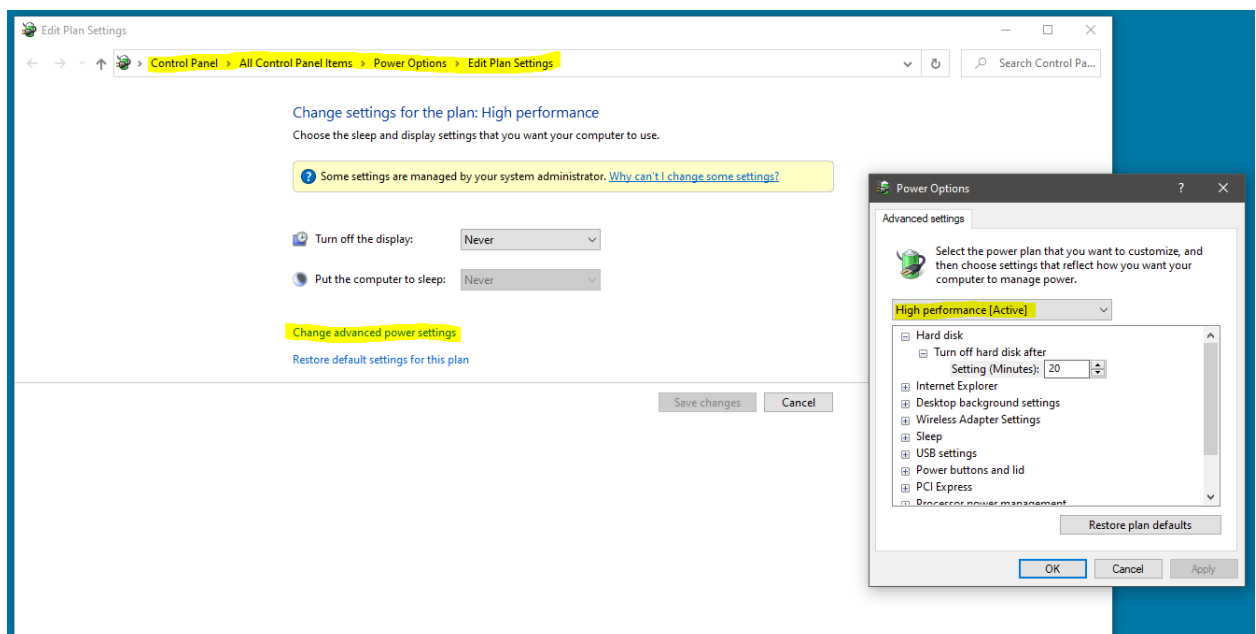 Edit Plan Settings
Control Panel > All Control Panel Items > Power Options > Edit Plan Settings
Search Control Pa...
Change settings for the plan: High performance
Choose the sleep and display settings that you want your computer to use.
? Some settings are managed by your system administrator. Why can't I change some settings?
Turn off the display: Never
Put the computer to sleep: Never
Change advanced power settings
Restore default settings for this plan
Save changes Cancel
Power Options ?
Advanced settings
Select the power plan that you want to customize, and
then choose settings that reflect how you want your
computer to manage power.
High performance [Active]
Hard disk
Turn off hard disk after
Setting (Minutes): 20
Internet Explorer
Desktop background settings
Wireless Adapter Settings
Sleep
USB settings
Power buttons and lid
PCI Express
Processor power management
Restore plan defaults
OK Cancel Apply